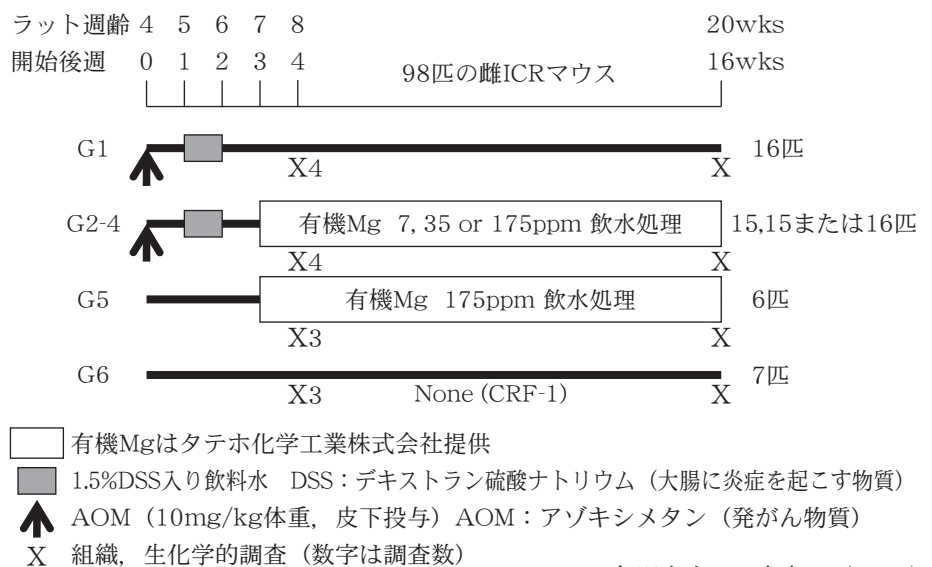 ラット週齢 4 5 6 7 8 20wks
開始後週 0 1 2 3 4 98匹の雌ICRマウス 16wks
G1 16匹
X4 X
G2-4 有機Mg 7, 35 or 175ppm 飲水処理 15,15または16匹
X4 X
G5 有機Mg 175ppm 飲水処理 6匹
X3 X
G6 7匹
X3 None (CRF-1) X
有機Mgはタテホ化学工業株式会社提供
1.5%DSS入り飲料水 DSS：デキストラン硫酸ナトリウム（大腸に炎症を起こす物質）
AOM（10mg/kg体重，皮下投与）AOM：アゾキシメタン（発がん物質）
X 組織，生化学的調査（数字は調査数）